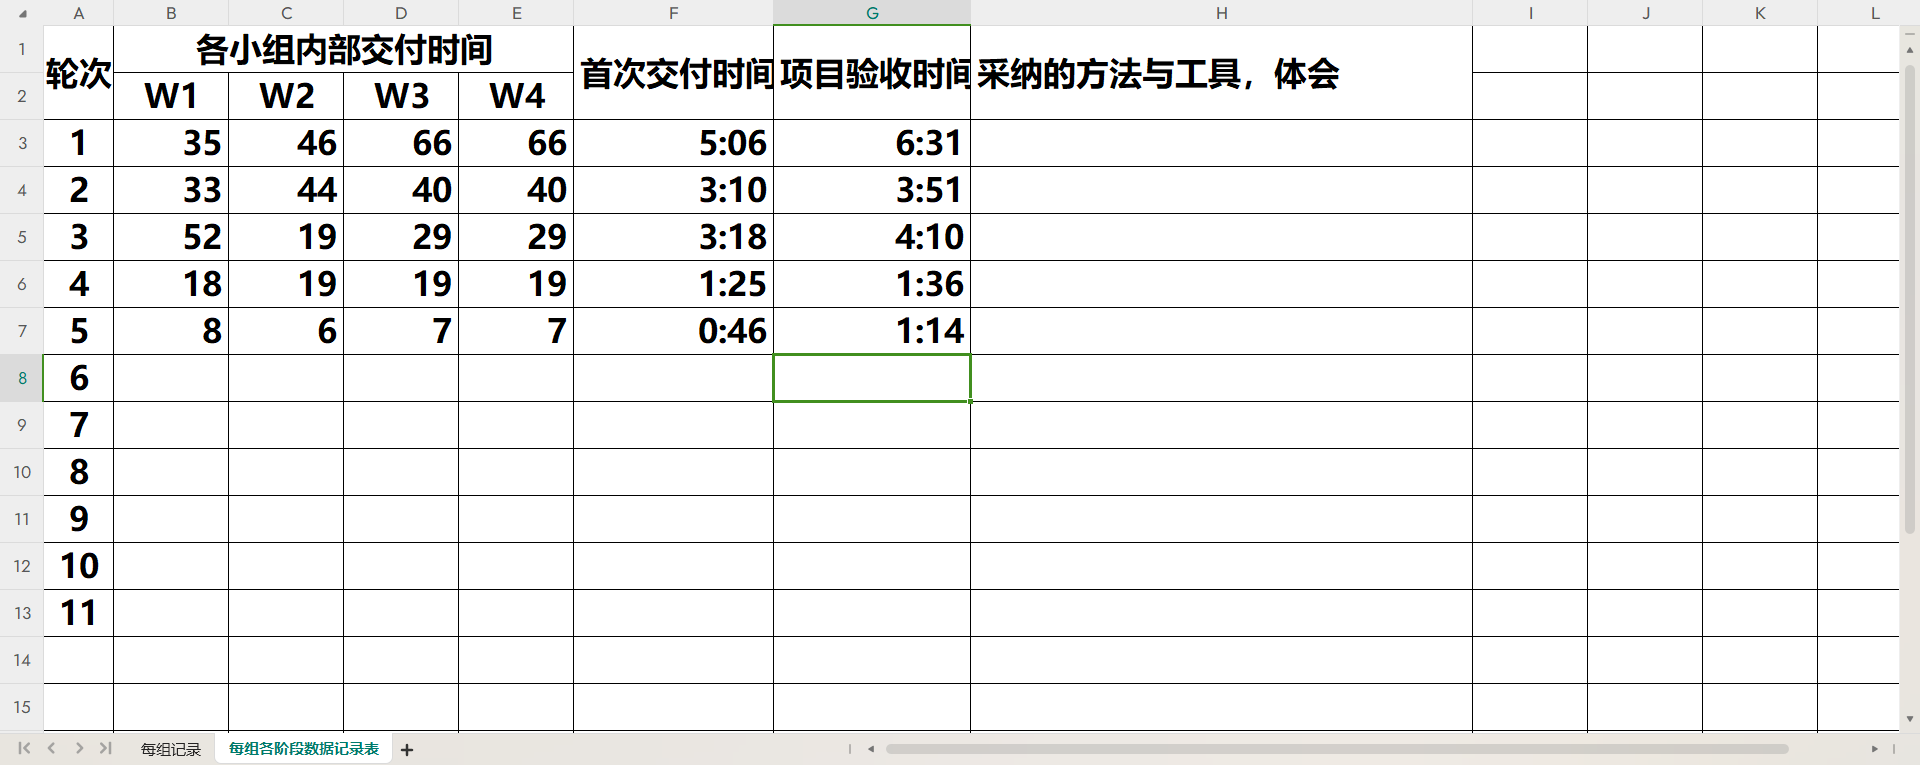 A B C D E F G H I J K L
1 轮次 各小组内部交付时间 首次交付时间 项目验收时间 采纳的方法与工具，体会
2 W1 W2 W3 W4
3 1 35 46 66 66 5:06 6:31
4 2 33 44 40 40 3:10 3:51
5 3 52 19 29 29 3:18 4:10
6 4 18 19 19 19 1:25 1:36
7 5 8 6 7 7 0:46 1:14
8 6
9 7
10 8
11 9
12 10
13 11
14
15
每组记录 每组各阶段数据记录表 +